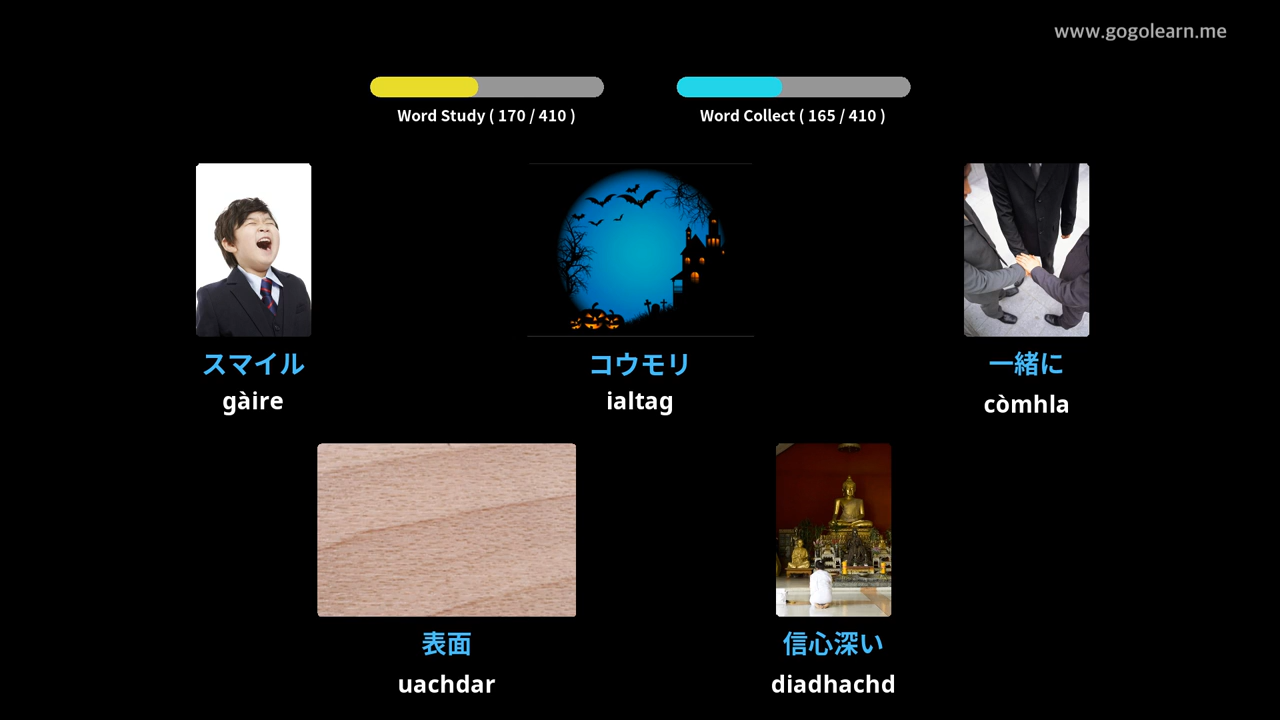 www.gogolearn.me
Word Study ( 170 / 410 )
Word Collect ( 165 / 410 )
スマイル
gàire
コウモリ
ialtag
一緒に
còmhla
表面
uachdar
信心深い
diadhachd